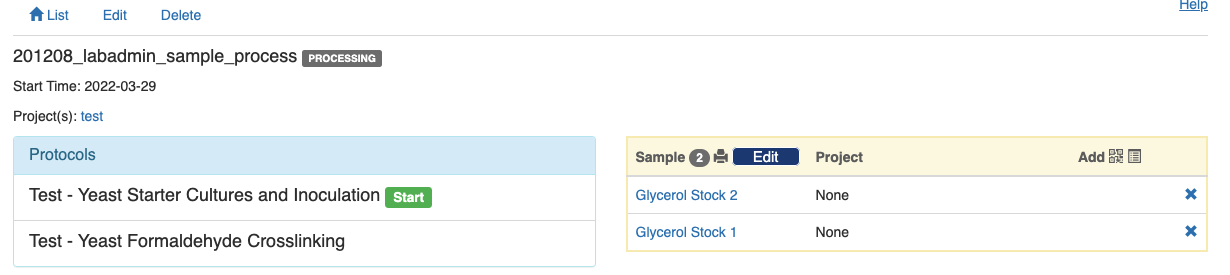 List Edit Delete Help
201208_labadmin_sample_process PROCESSING
Start Time: 2022-03-29
Project(s): test
Protocols
Test - Yeast Starter Cultures and Inoculation Start
Test - Yeast Formaldehyde Crosslinking
Sample 2 Edit Project Add
Glycerol Stock 2 None
Glycerol Stock 1 None